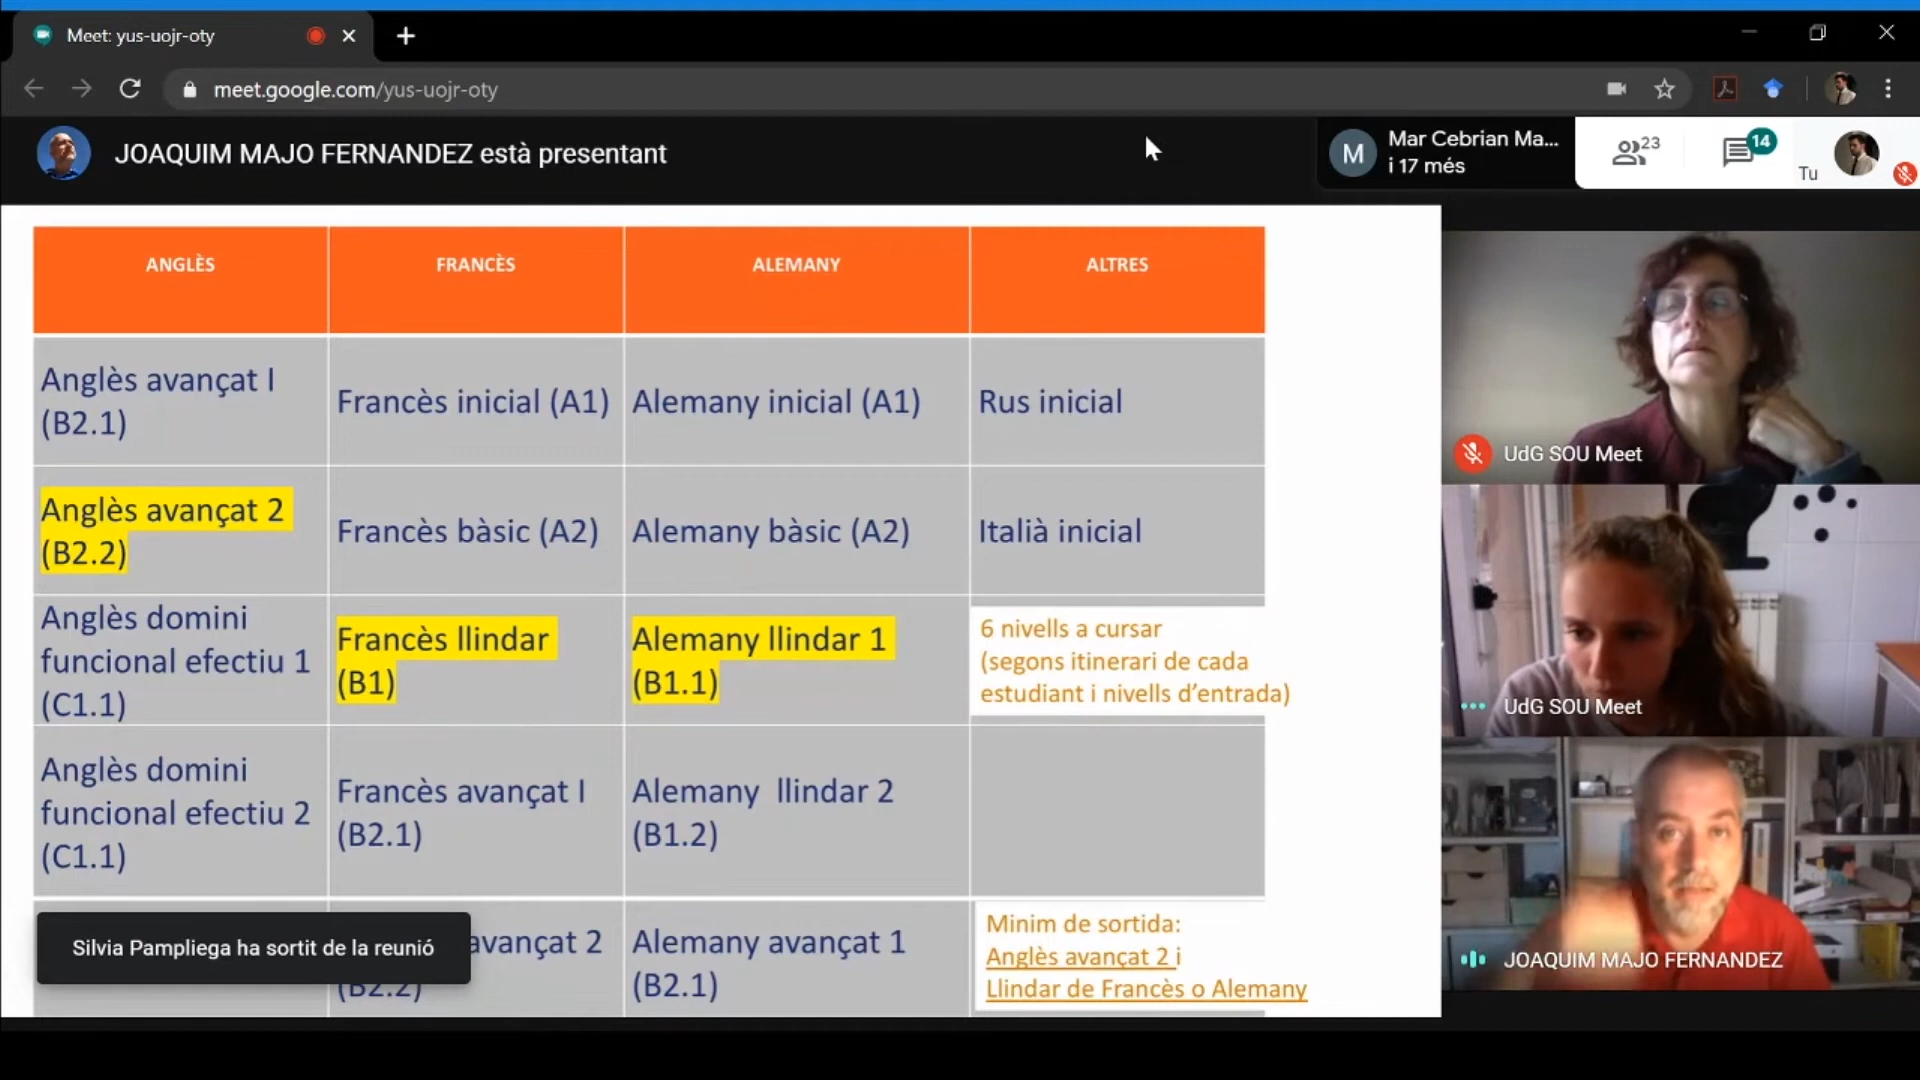 Meet: yus-uojr-oty
meet.google.com/yus-uojr-oty
JOAQUIM MAJO FERNANDEZ està presentant
M
Mar Cebrian Ma...
i 17 més
23
14
Tu
ANGLÈS
FRANCÈS
ALEMANY
ALTRES
Anglès avançat I
(B2.1)
Francès inicial (A1)
Alemany inicial (A1)
Rus inicial
Anglès avançat 2
(B2.2)
Francès bàsic (A2)
Alemany bàsic (A2)
Italià inicial
Anglès domini
funcional efectiu 1
(C1.1)
Francès llindar
(B1)
Alemany llindar 1
(B1.1)
6 nivells a cursar
(segons itinerari de cada
estudiant i nivells d'entrada)
Anglès domini
funcional efectiu 2
(C1.1)
Francès avançat I
(B2.1)
Alemany llindar 2
(B1.2)
avançat 2
(B2.2)
Alemany avançat 1
(B2.1)
Minim de sortida:
Anglès avançat 2 i
Llindar de Francès o Alemany
Silvia Pampliega ha sortit de la reunió
UdG SOU Meet
UdG SOU Meet
JOAQUIM MAJO FERNANDEZ